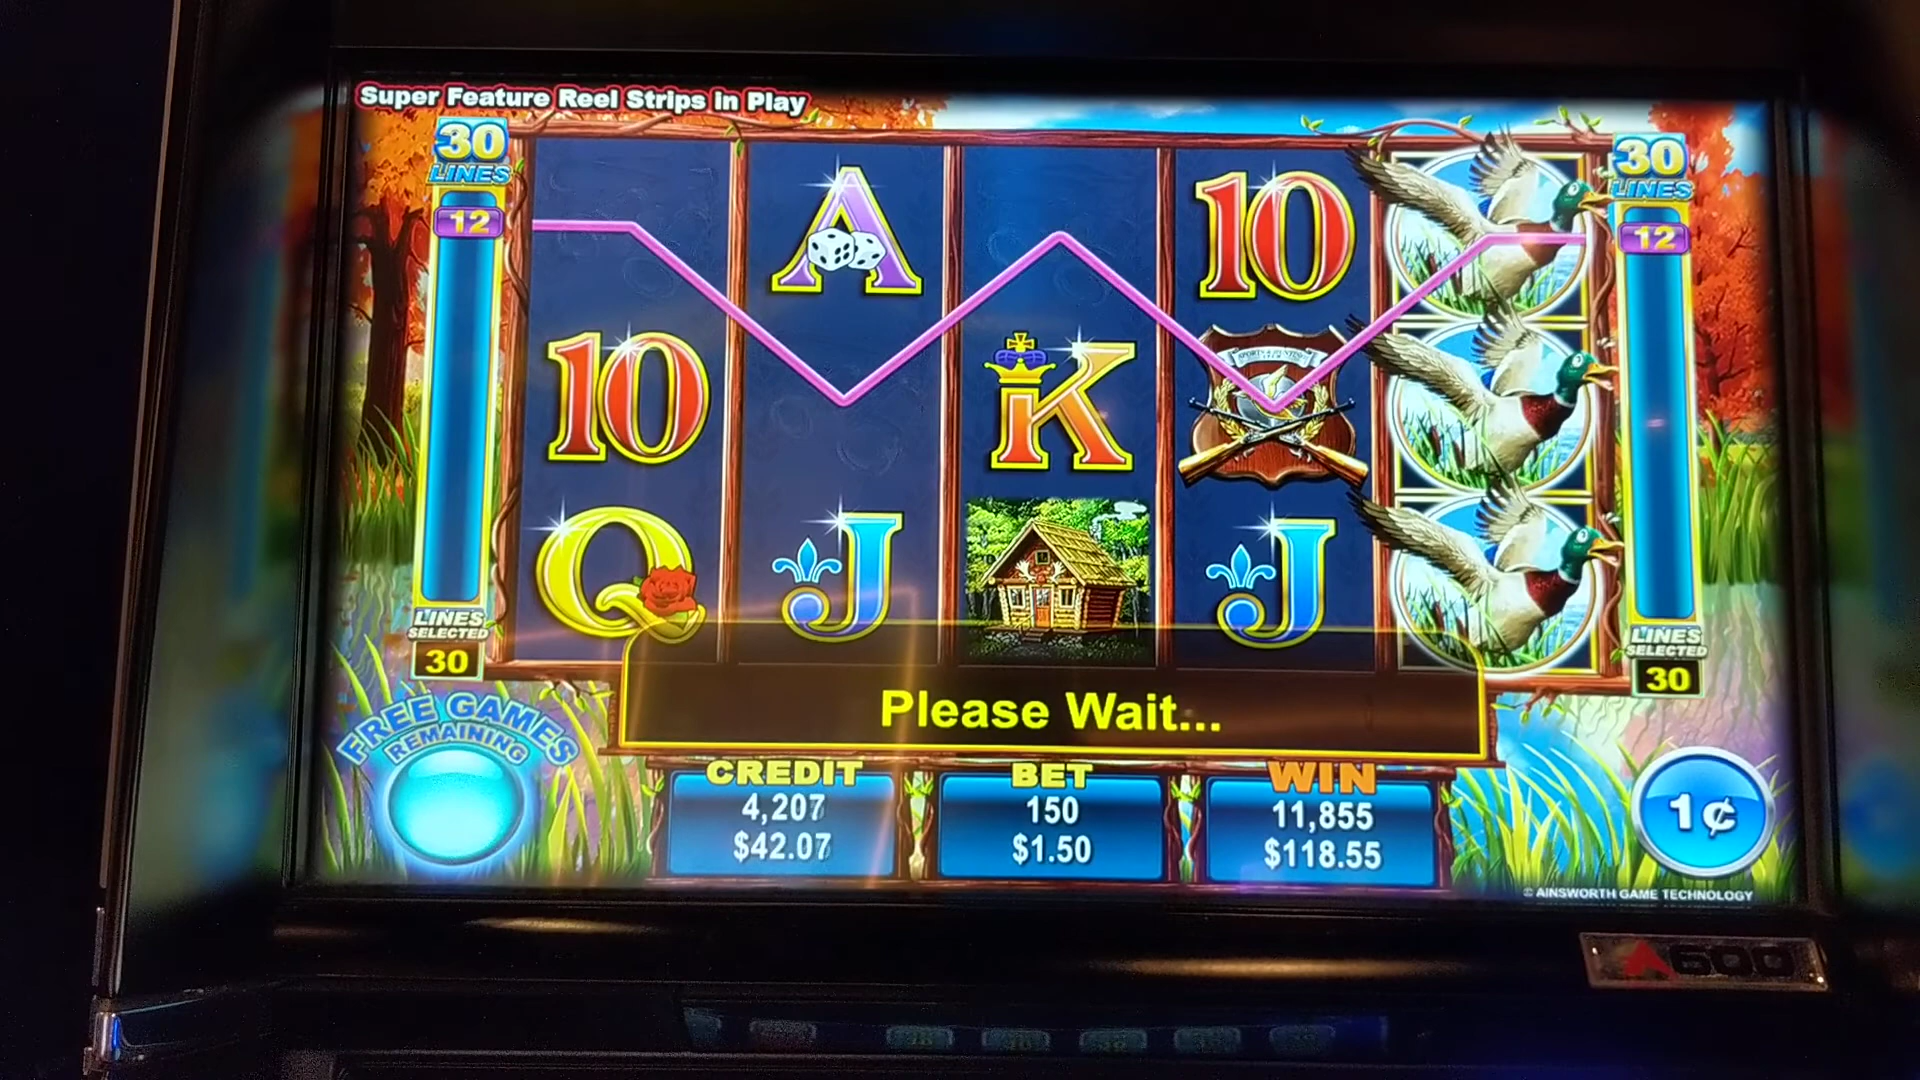 Super Feature Reel Strips in Play
30
LINES
12
30
LINES
12
A
10
10
K
Q
J
J
LINES
SELECTED
30
LINES
SELECTED
30
FREE GAMES
REMAINING
Please Wait...
CREDIT
4,207
$42.07
BET
150
$1.50
WIN
11,855
$118.55
1¢
© AINSWORTH GAME TECHNOLOGY
A600